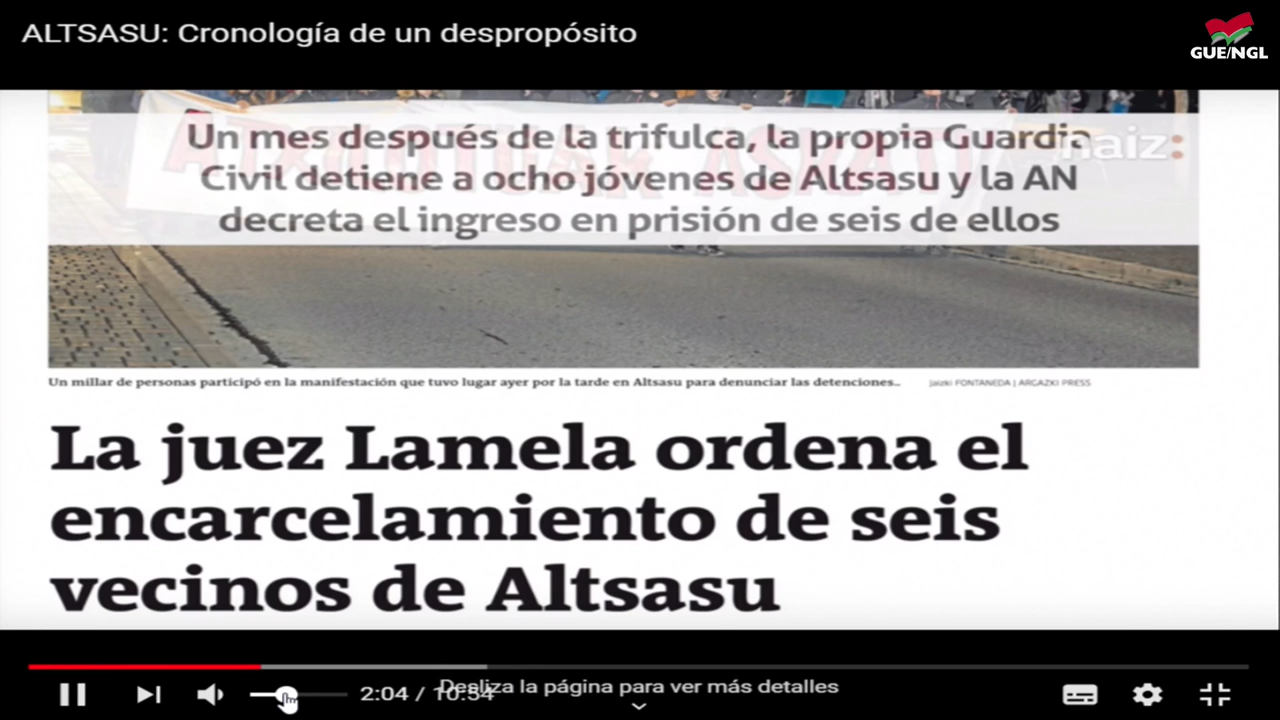 ALTSASU: Cronología de un despropósito
GUE/NGL
Un mes después de la trifulca, la propia Guardia
naiz:
Civil detiene a ocho jóvenes de Altsasu y la AN
decreta el ingreso en prisión de seis de ellos
Un millar de personas participó en la manifestación que tuvo lugar ayer por la tarde en Altsasu para denunciar las detenciones..
Jaizki FONTANEDA | ARGAZKI PRESS
La juez Lamela ordena el
encarcelamiento de seis
vecinos de Altsasu
2:04 / 10:54
Desliza la página para ver más detalles